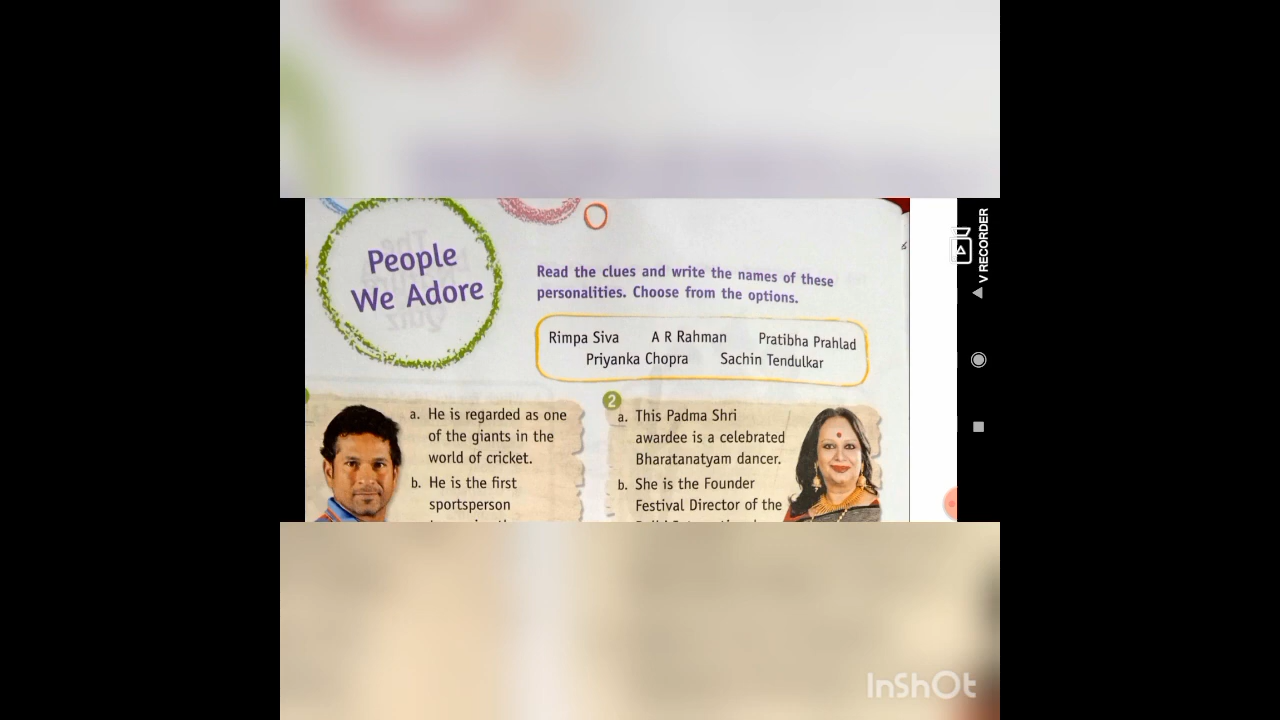 People
We Adore
Read the clues and write the names of these
personalities. Choose from the options.
Rimpa Siva A R Rahman Pratibha Prahlad
Priyanka Chopra Sachin Tendulkar
a. He is regarded as one
of the giants in the
world of cricket.
b. He is the first
sportsperson
2
a. This Padma Shri
awardee is a celebrated
Bharatanatyam dancer.
b. She is the Founder
Festival Director of the
V RECORDER
InShOt